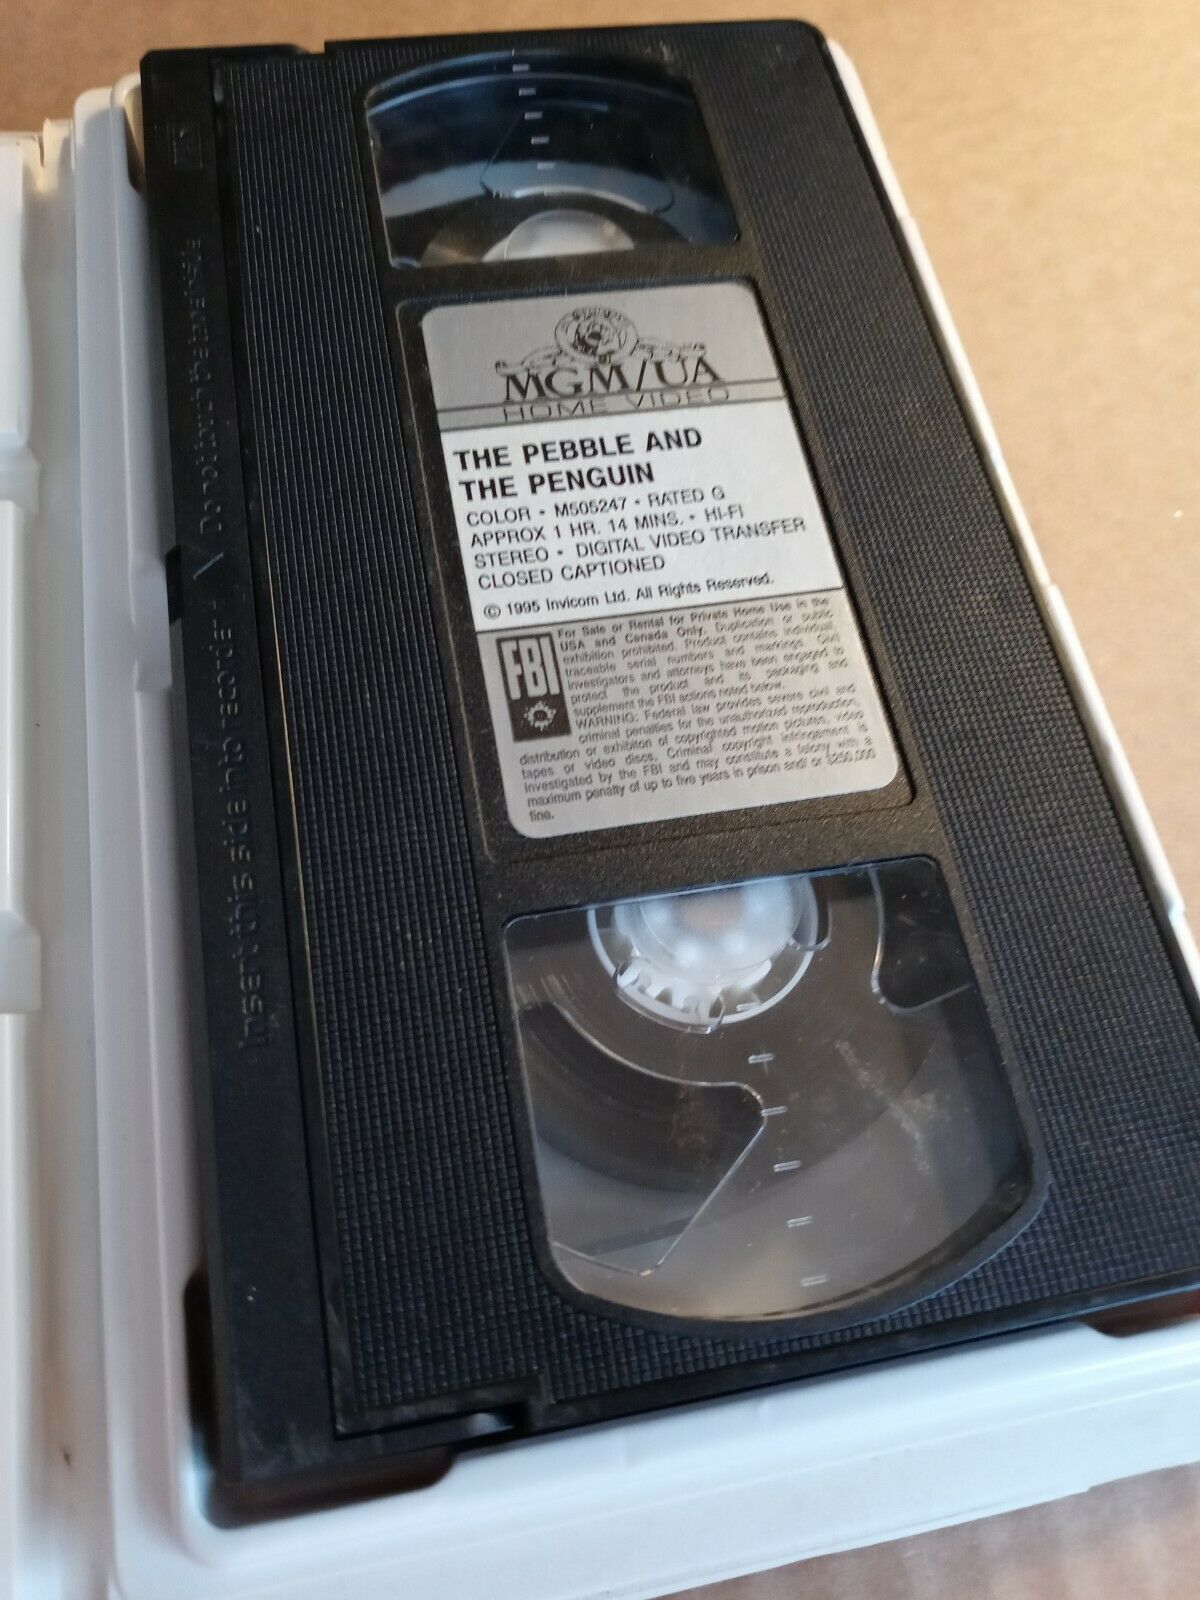 MGM/UA
HOME VIDEO
THE PEBBLE AND
THE PENGUIN
COLOR • M505247 • RATED G
APPROX 1 HR. 14 MINS. • HI-FI
STEREO • DIGITAL VIDEO TRANSFER
CLOSED CAPTIONED
© 1995 Invicom Ltd. All Rights Reserved.
FBI
For Sale or Rental for Private Home Use in the
USA and Canada Only. Duplication or public
exhibition prohibited. Product contains individual,
traceable serial numbers and markings. Civil
investigators and attorneys have been engaged to
protect the product and its packaging and
supplement the FBI actions noted below.
WARNING: Federal law provides severe civil and
criminal penalties for the unauthorized reproduction,
distribution or exhibition of copyrighted motion pictures, video
tapes or video discs. Criminal copyright infringement is
investigated by the FBI and may constitute a felony with a
maximum penalty of up to five years in prison and/ or $250,000
fine.
Insert this side into recorder Do not touch the tape inside
VHS